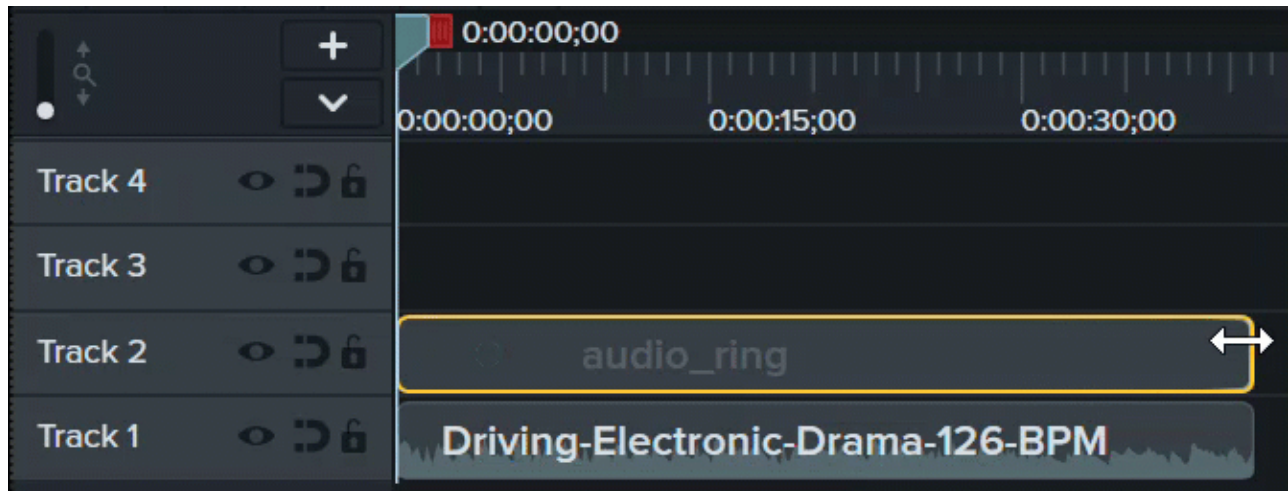 0:00:00;00
0:00:00;00 0:00:15;00 0:00:30;00
Track 4
Track 3
Track 2 audio_ring
Track 1 Driving-Electronic-Drama-126-BPM